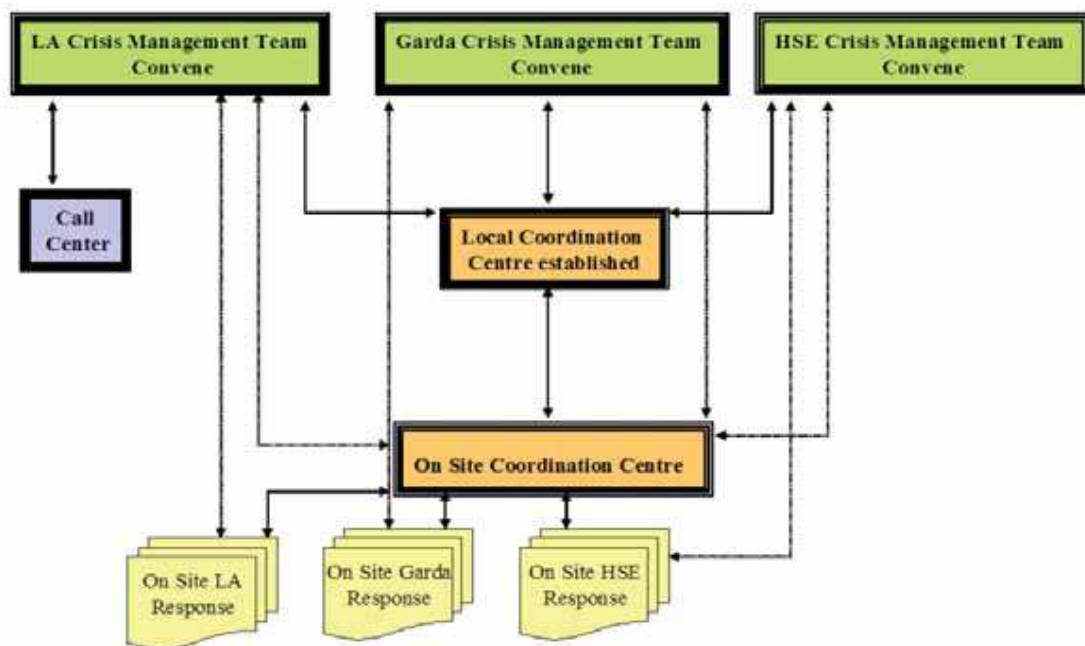 LA Crisis Management Team
Convene
Garda Crisis Management Team
Convene
HSE Crisis Management Team
Convene
Call
Center
Local Coordination
Centre established
On Site Coordination Centre
On Site LA
Response
On Site Garda
Response
On Site HSE
Response